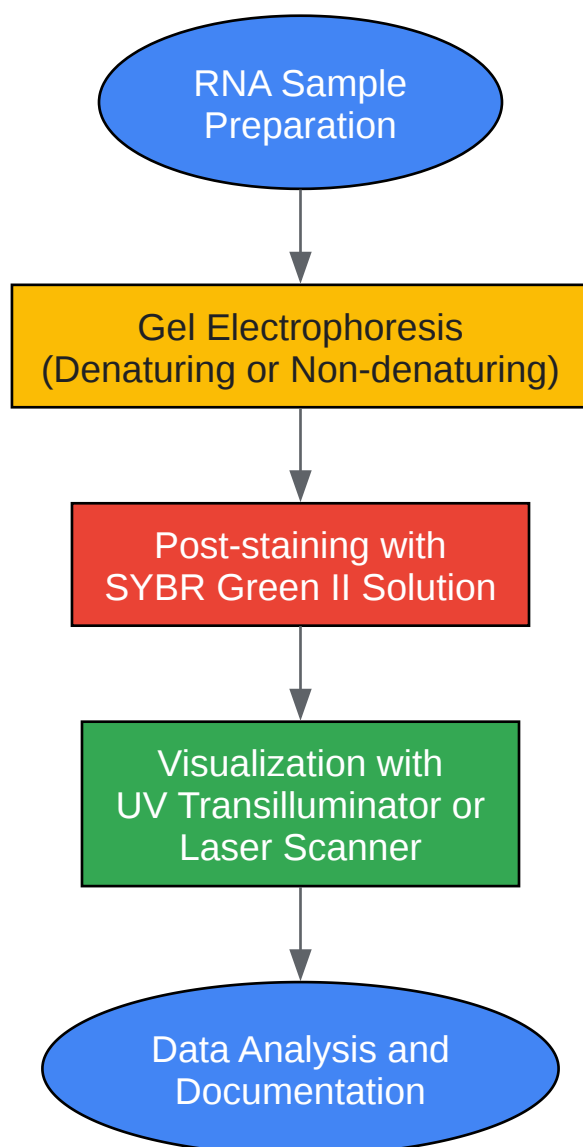 RNA Sample
Preparation
Gel Electrophoresis
(Denaturing or Non-denaturing)
Post-staining with
SYBR Green II Solution
Visualization with
UV Transilluminator or
Laser Scanner
Data Analysis and
Documentation